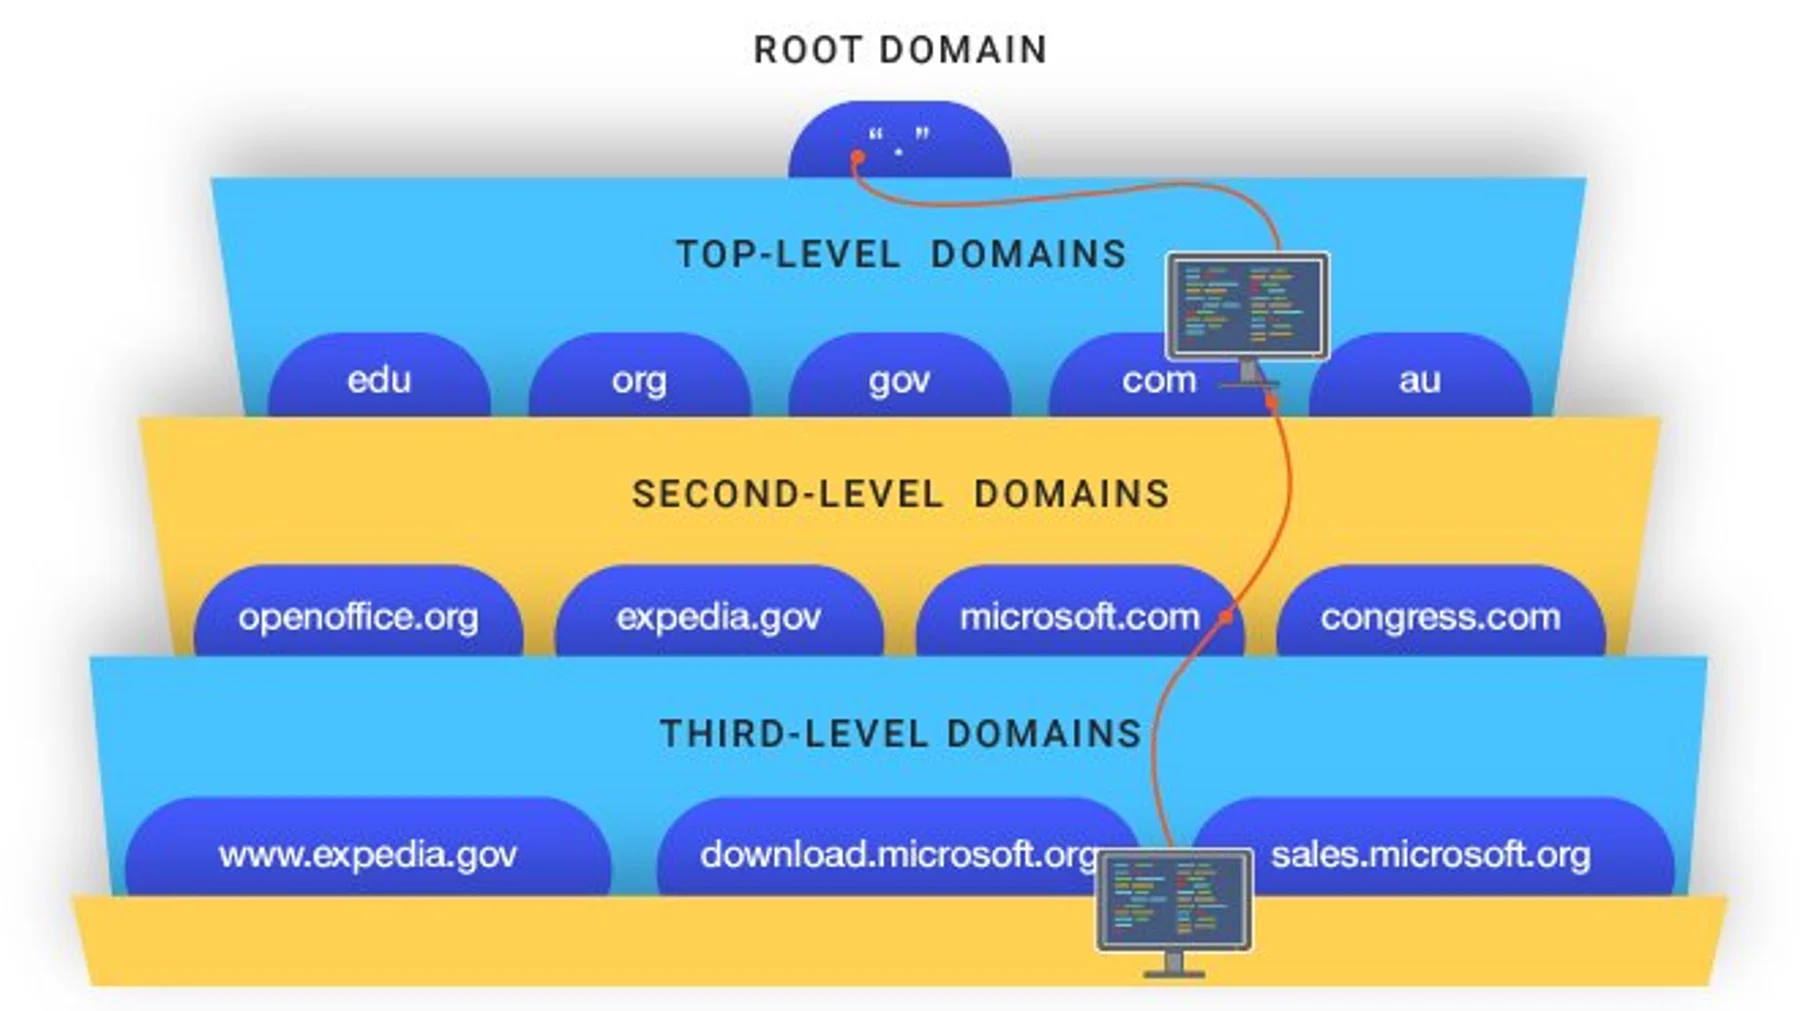 ROOT DOMAIN
“.”
TOP-LEVEL DOMAINS
edu
org
gov
com
au
SECOND-LEVEL DOMAINS
openoffice.org
expedia.gov
microsoft.com
congress.com
THIRD-LEVEL DOMAINS
www.expedia.gov
download.microsoft.org
sales.microsoft.org